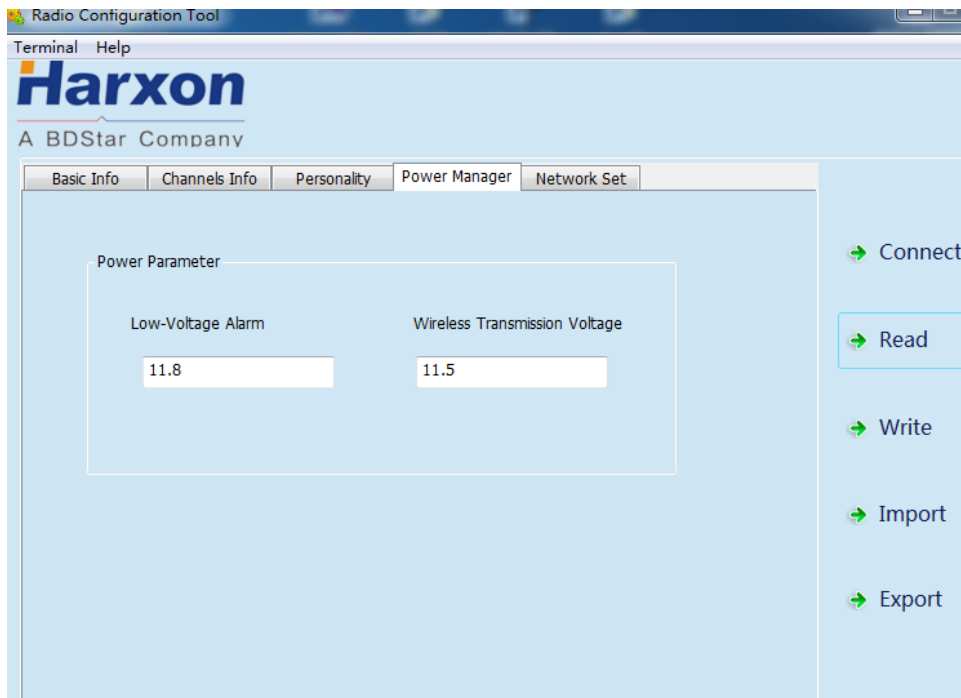 Radio Configuration Tool
Terminal Help
Harxon
A BDStar Company
Basic Info Channels Info Personality Power Manager Network Set
Power Parameter
Low-Voltage Alarm Wireless Transmission Voltage
11.8 11.5
Connect
Read
Write
Import
Export